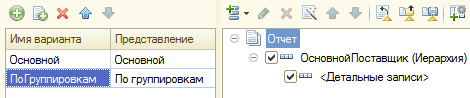 Имя варианта Представление
Основной Основной
ПоГруппировкам По группировкам
Отчет
ОсновнойПоставщик (Иерархия)
<Детальные записи>